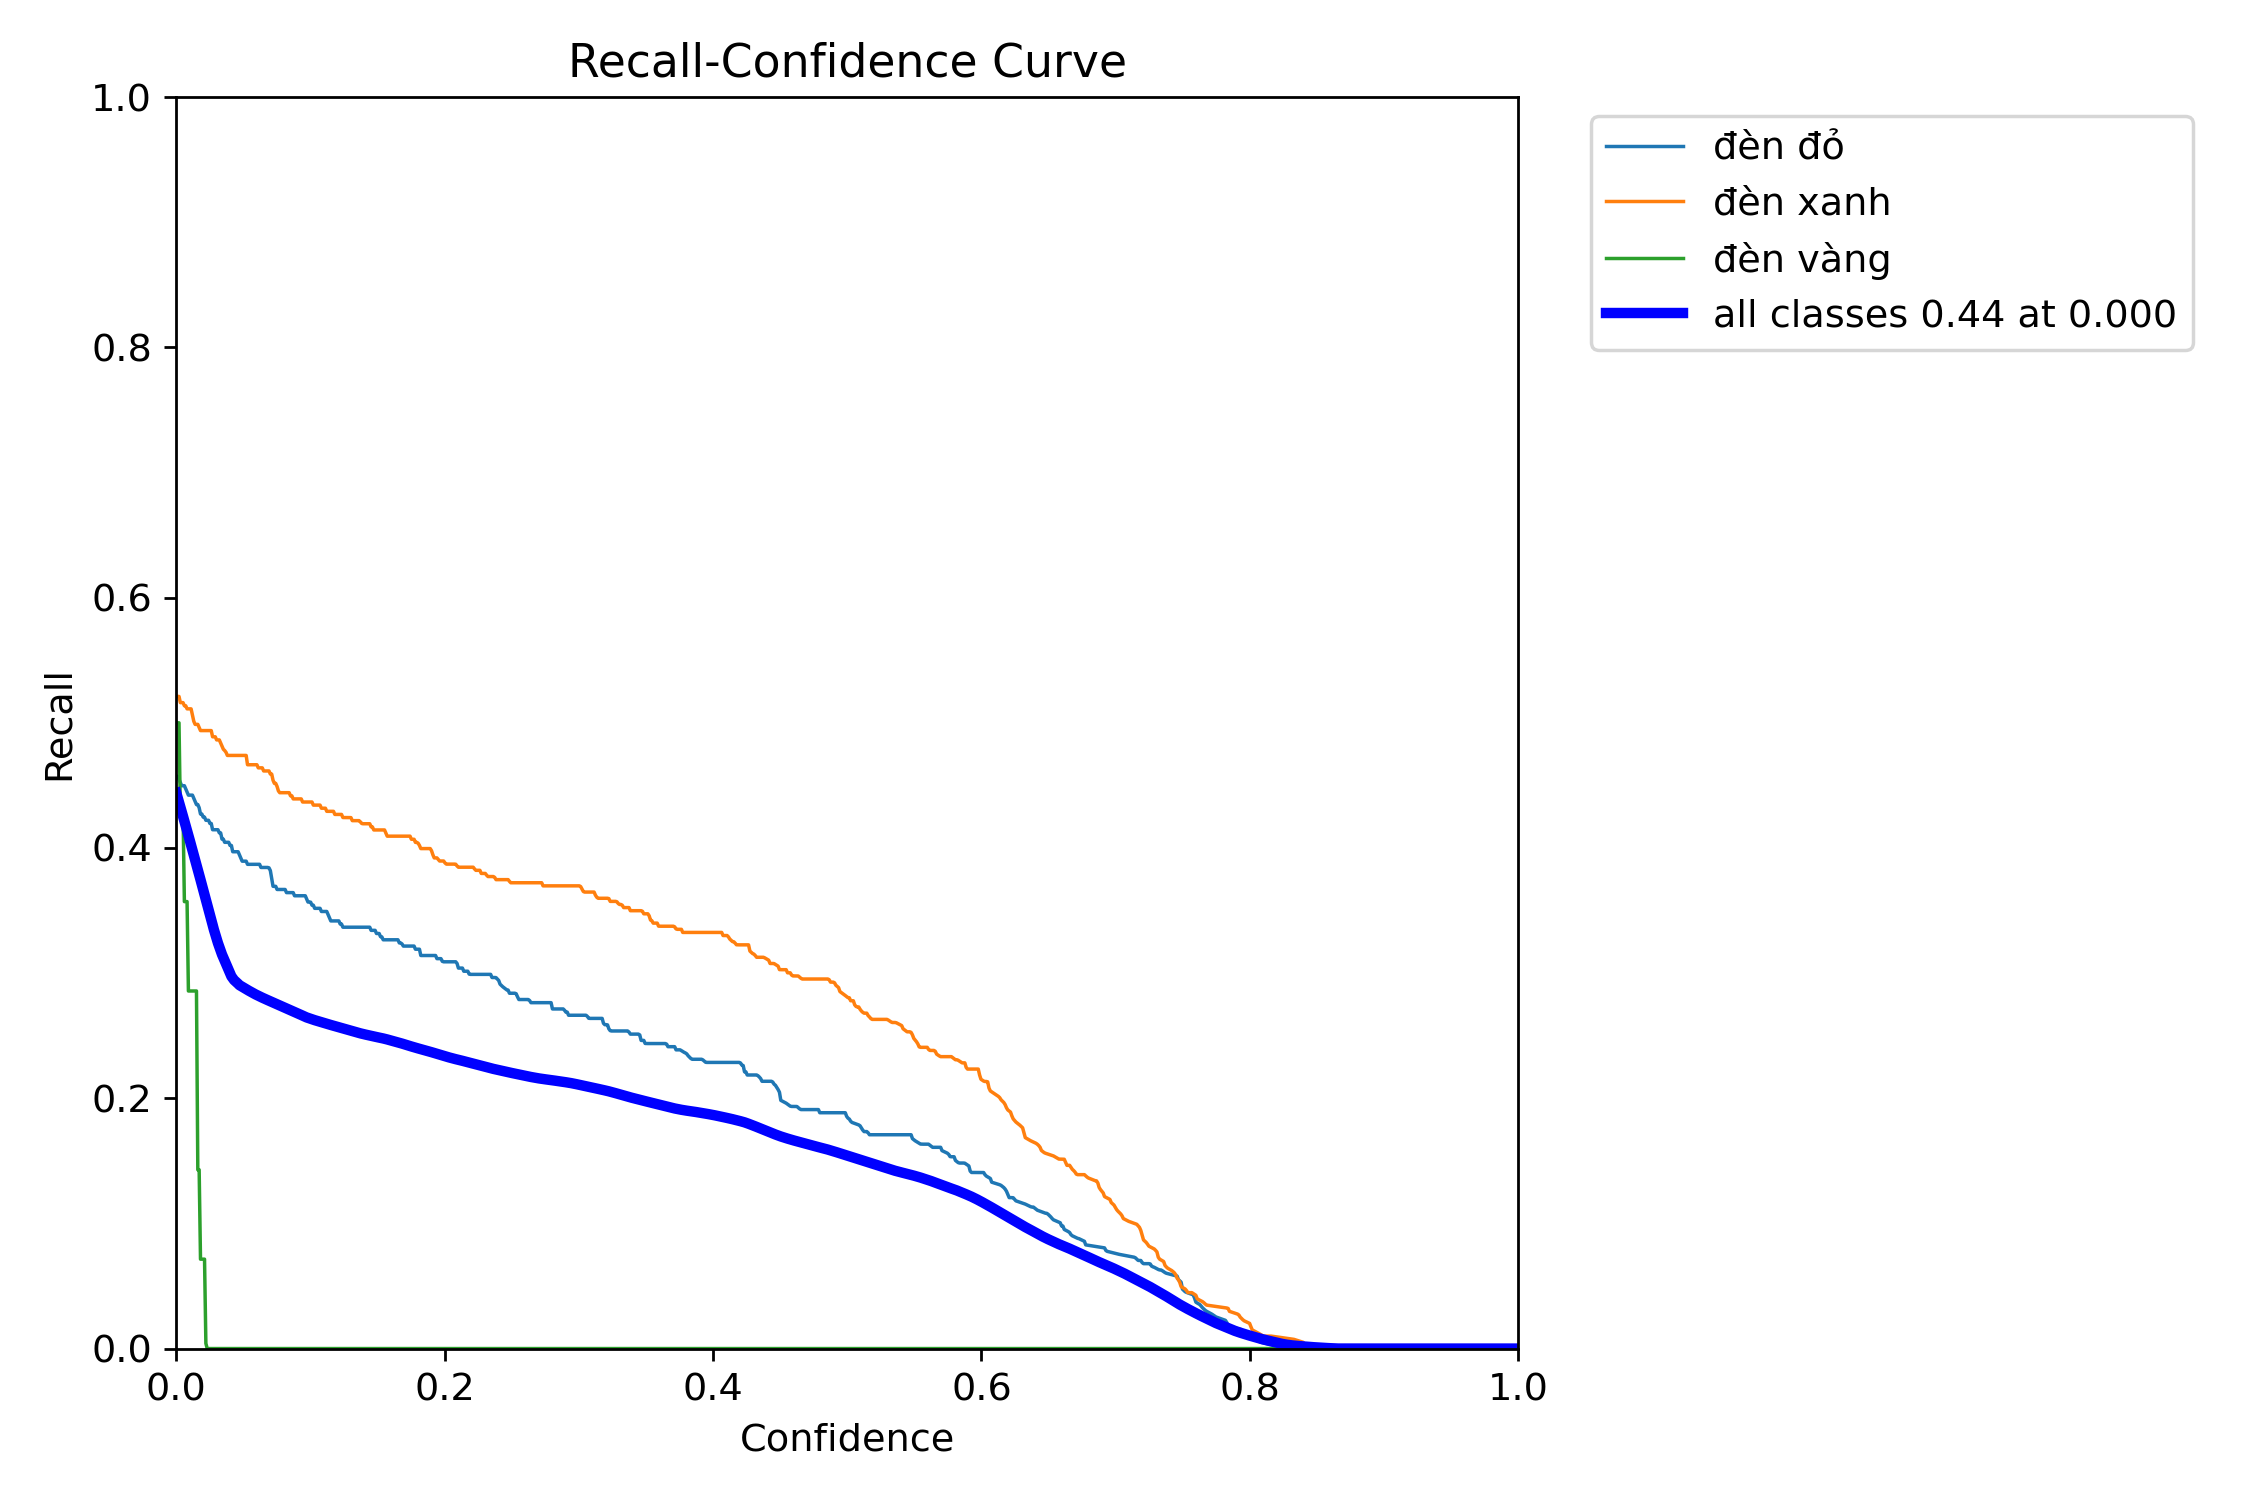 Recall-Confidence Curve
1.0
0.8
0.6
0.4
0.2
0.0
Recall
0.0 0.2 0.4 0.6 0.8 1.0
Confidence
đèn đỏ
đèn xanh
đèn vàng
all classes 0.44 at 0.000